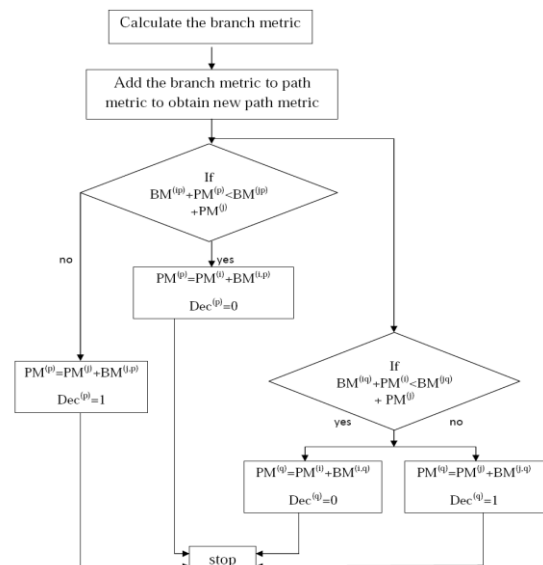 Calculate the branch metric
Add the branch metric to path
metric to obtain new path metric
If
BM⁽ⁱᵖ⁾+PM⁽ᵖ⁾<BM⁽ʲᵖ⁾
+PM⁽ʲ⁾
no
yes
PM⁽ᵖ⁾=PM⁽ⁱ⁾+BM⁽ⁱ,ᵖ⁾
Dec⁽ᵖ⁾=0
PM⁽ᵖ⁾=PM⁽ʲ⁾+BM⁽ʲ,ᵖ⁾
Dec⁽ᵖ⁾=1
If
BM^(iq)+PM^(i)<BM^(jq)
+ PM^(j)
yes no
PM^(q)=PM^(i)+BM^(i,q)
Dec^(q)=0
PM^(q)=PM^(j)+BM^(j,q)
Dec^(q)=1
stop